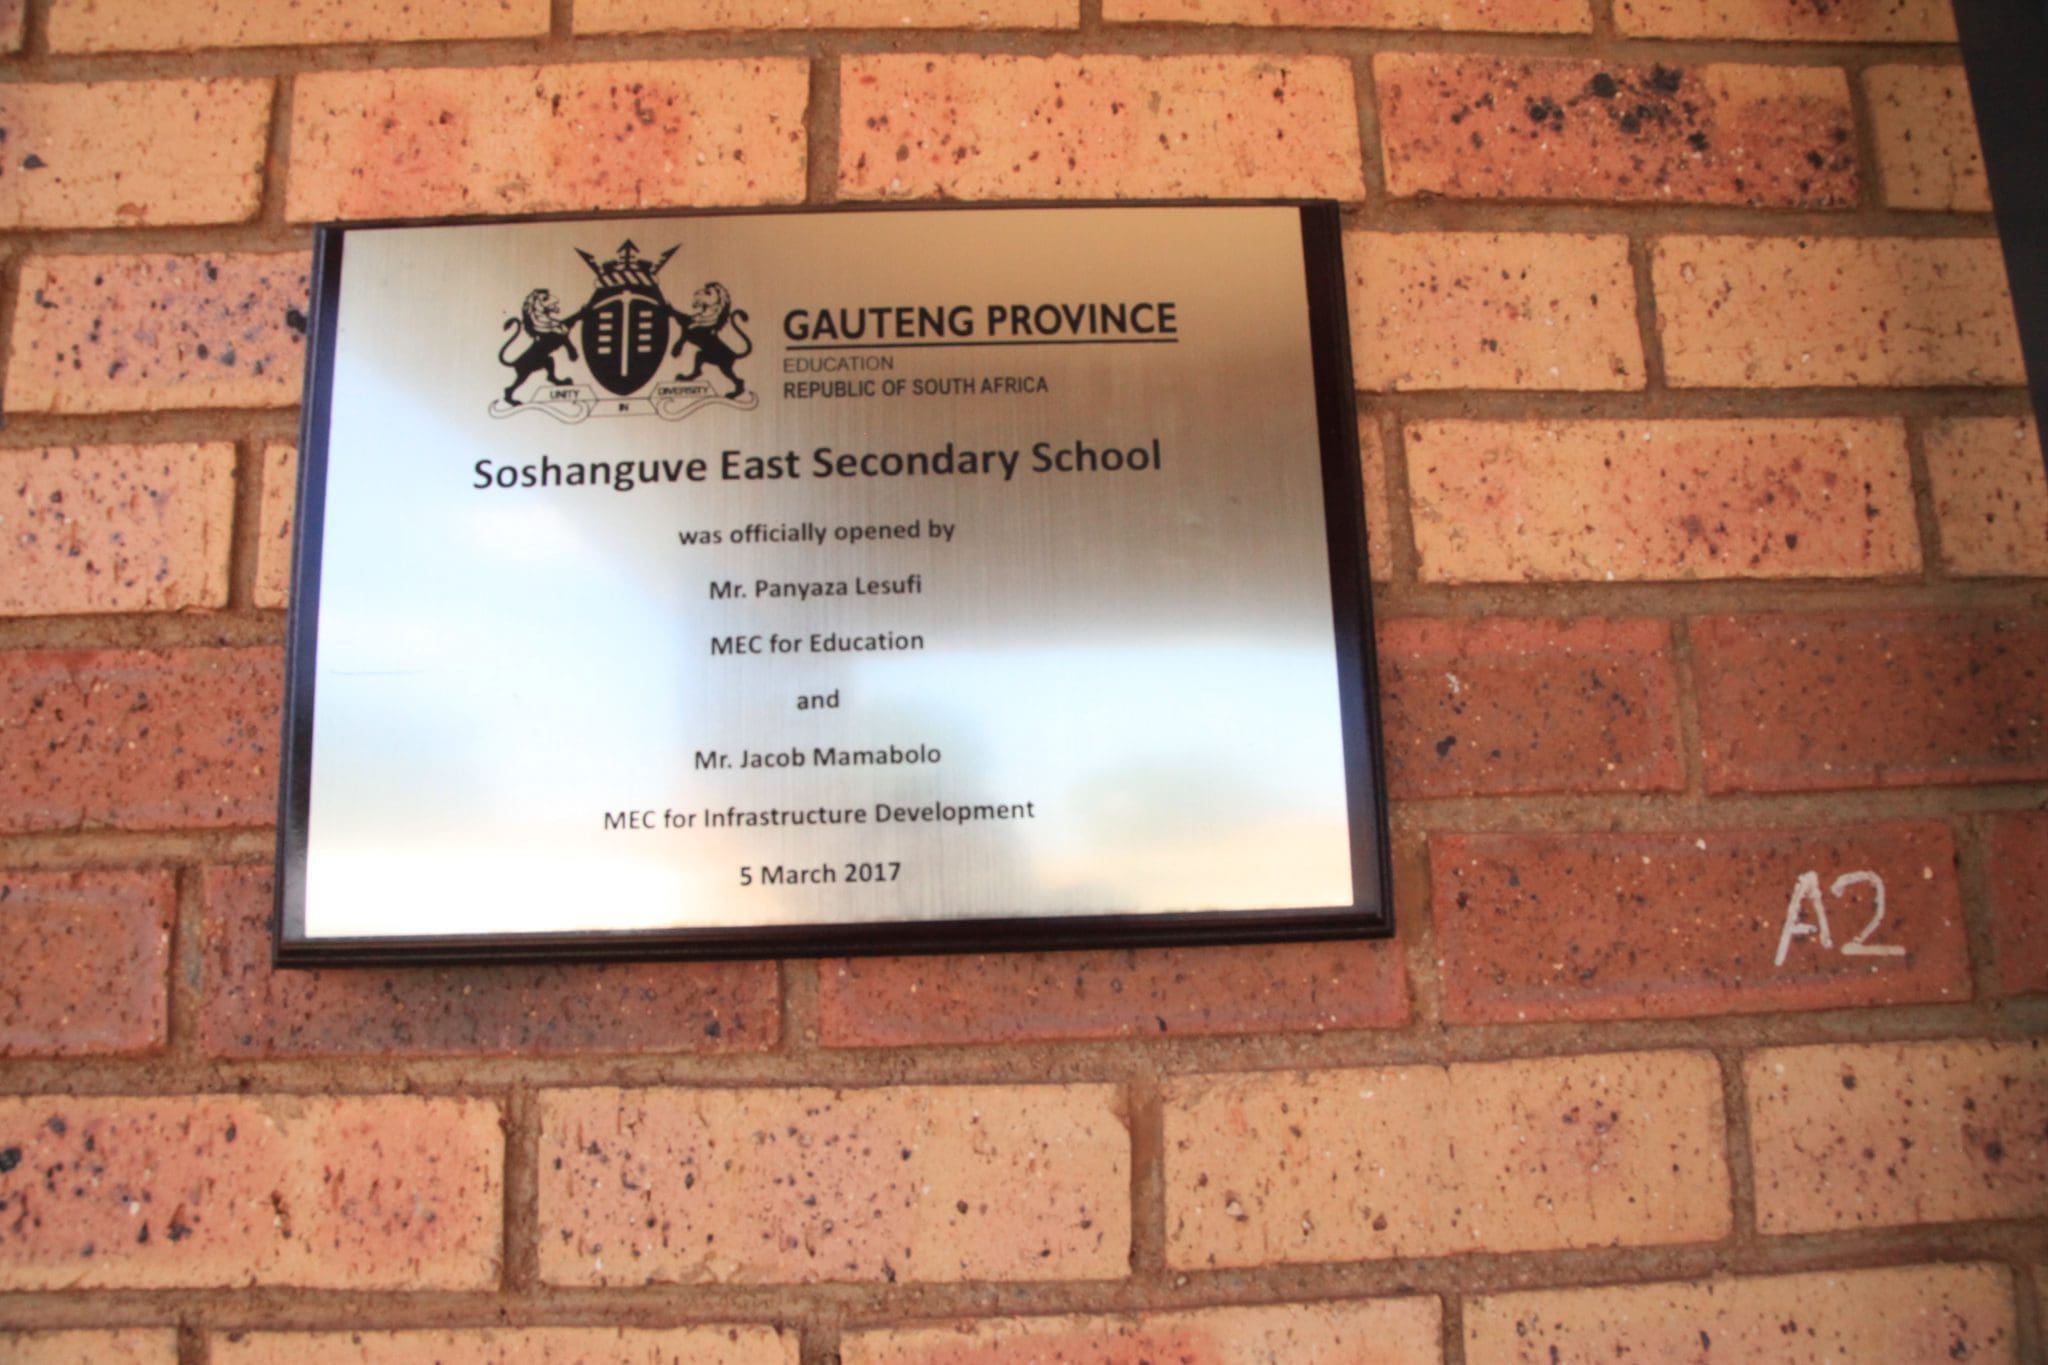 GAUTENG PROVINCE
EDUCATION
REPUBLIC OF SOUTH AFRICA
UNITY IN DIVERSITY
Soshanguve East Secondary School
was officially opened by
Mr. Panyaza Lesufi
MEC for Education
and
Mr. Jacob Mamabolo
MEC for Infrastructure Development
5 March 2017
A2